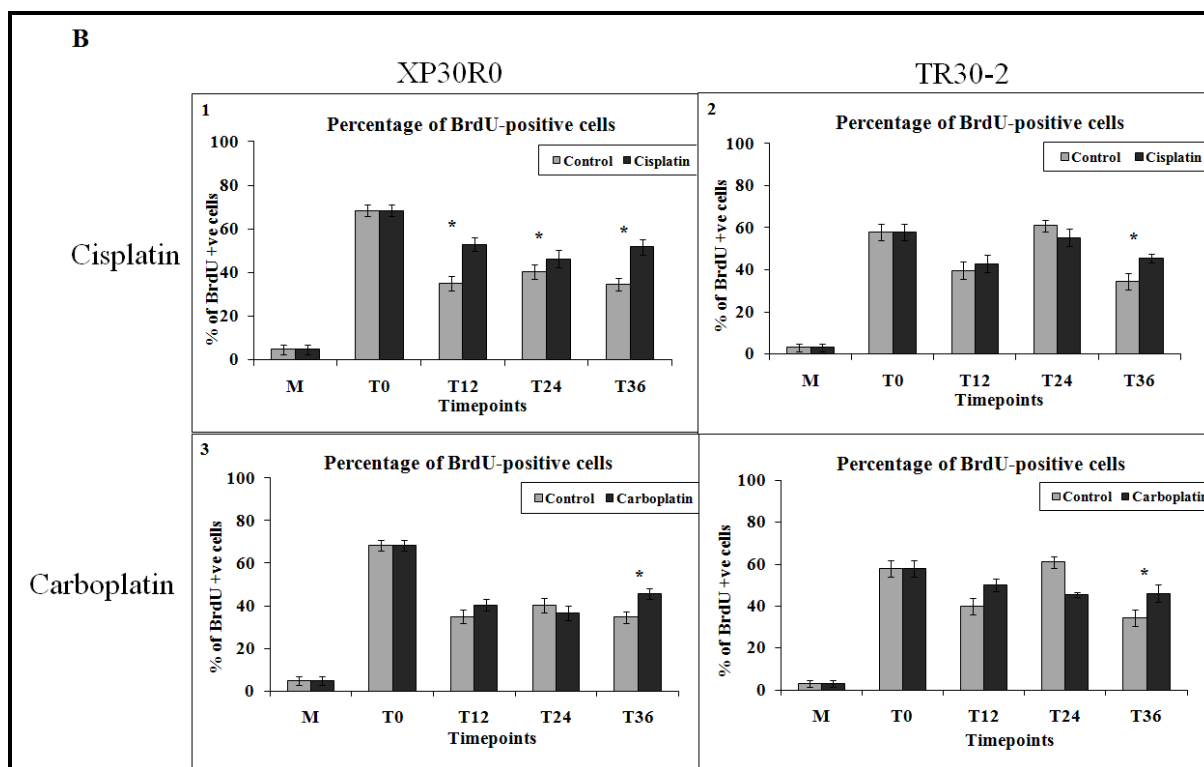 B
XP30R0 TR30-2
Cisplatin
1
Percentage of BrdU-positive cells
Control Cisplatin
% of BrdU +ve cells
100
80
60
40
20
0
* * *
M T0 T12 T24 T36
Timepoints
2
Percentage of BrdU-positive cells
Control Cisplatin
% of BrdU +ve cells
100
80
60
40
20
0
*
M T0 T12 T24 T36
Timepoints
Carboplatin
3
Percentage of BrdU-positive cells
Control Carboplatin
% of BrdU +ve cells
100
80
60
40
20
0
*
M T0 T12 T24 T36
Timepoints
Percentage of BrdU-positive cells
Control Carboplatin
% of BrdU +ve cells
100
80
60
40
20
0
*
M T0 T12 T24 T36
Timepoints